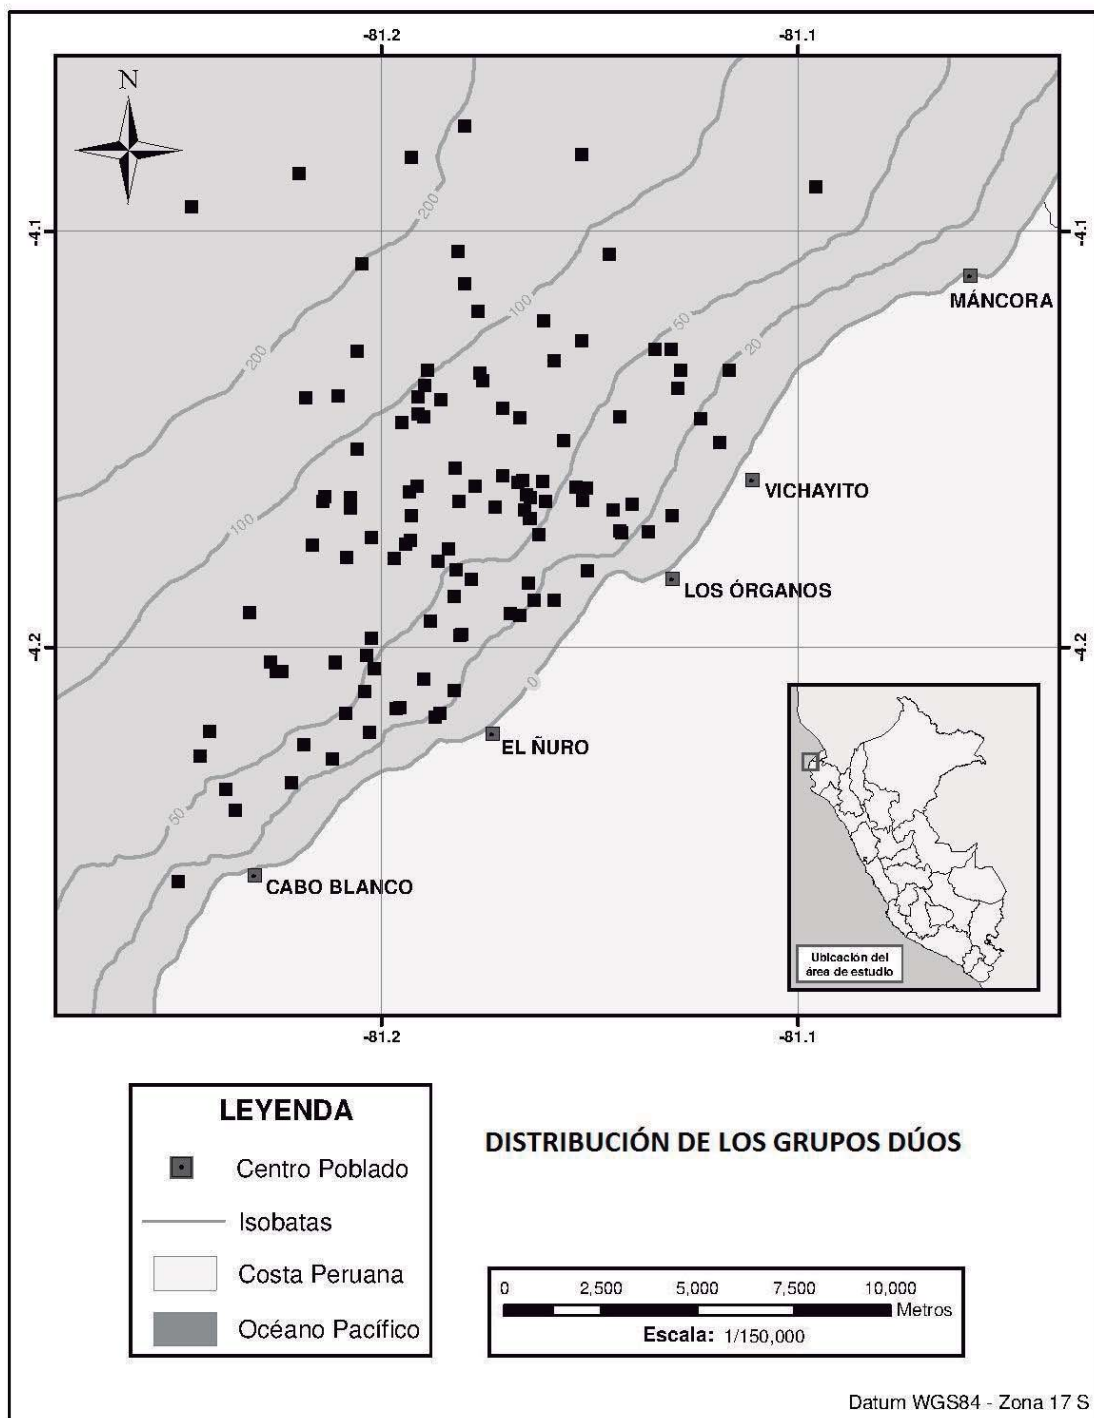 -81.2
-81.1
N
200
-4.1
-4.1
100
MÁNCORA
50
200
20
VICHAYITO
100
LOS ÓRGANOS
-4.2
-4.2
0
EL ÑURO
50
CABO BLANCO
Ubicación del
área de estudio
-81.2
-81.1
LEYENDA
Centro Poblado
Isobatas
Costa Peruana
Océano Pacífico
DISTRIBUCIÓN DE LOS GRUPOS DÚOS
0 2,500 5,000 7,500 10,000
Metros
Escala: 1/150,000
Datum WGS84 - Zona 17 S